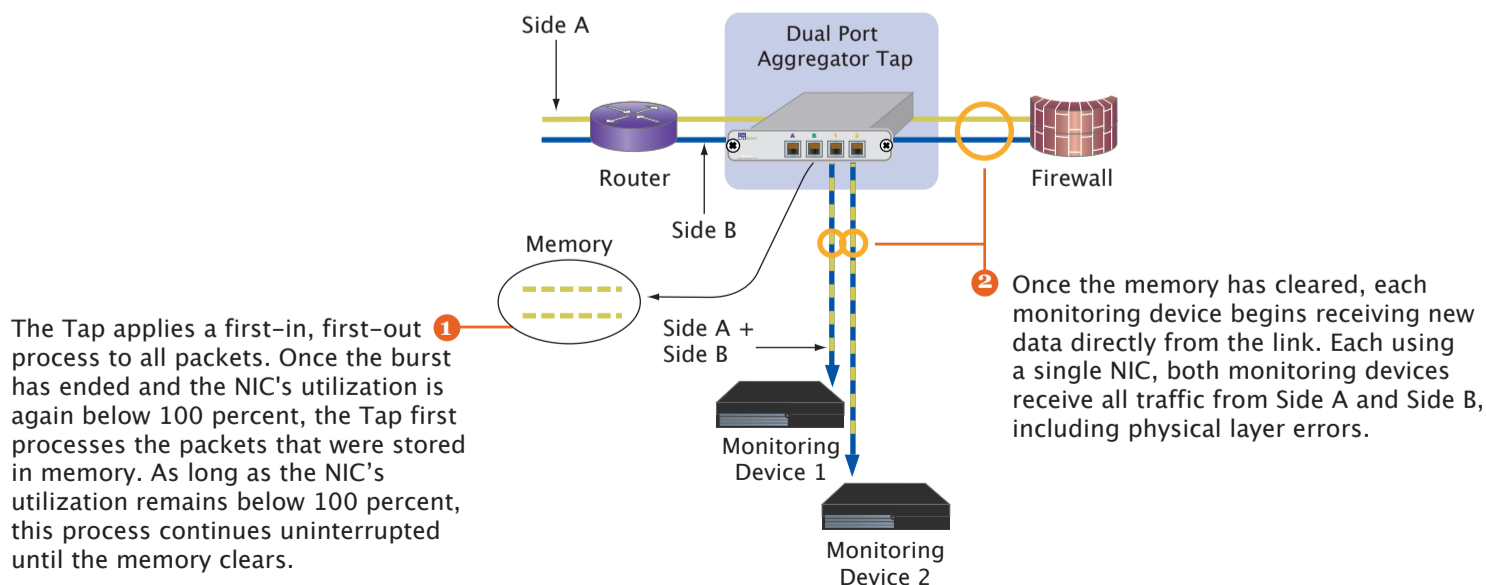 Side A
Dual Port
Aggregator Tap
A B 1 2
Router
Firewall
Side B
Memory
Side A +
Side B
1
The Tap applies a first-in, first-out
process to all packets. Once the burst
has ended and the NIC's utilization is
again below 100 percent, the Tap first
processes the packets that were stored
in memory. As long as the NIC’s
utilization remains below 100 percent,
this process continues uninterrupted
until the memory clears.
2
Once the memory has cleared, each
monitoring device begins receiving new
data directly from the link. Each using
a single NIC, both monitoring devices
receive all traffic from Side A and Side B,
including physical layer errors.
Monitoring
Device 1
Monitoring
Device 2